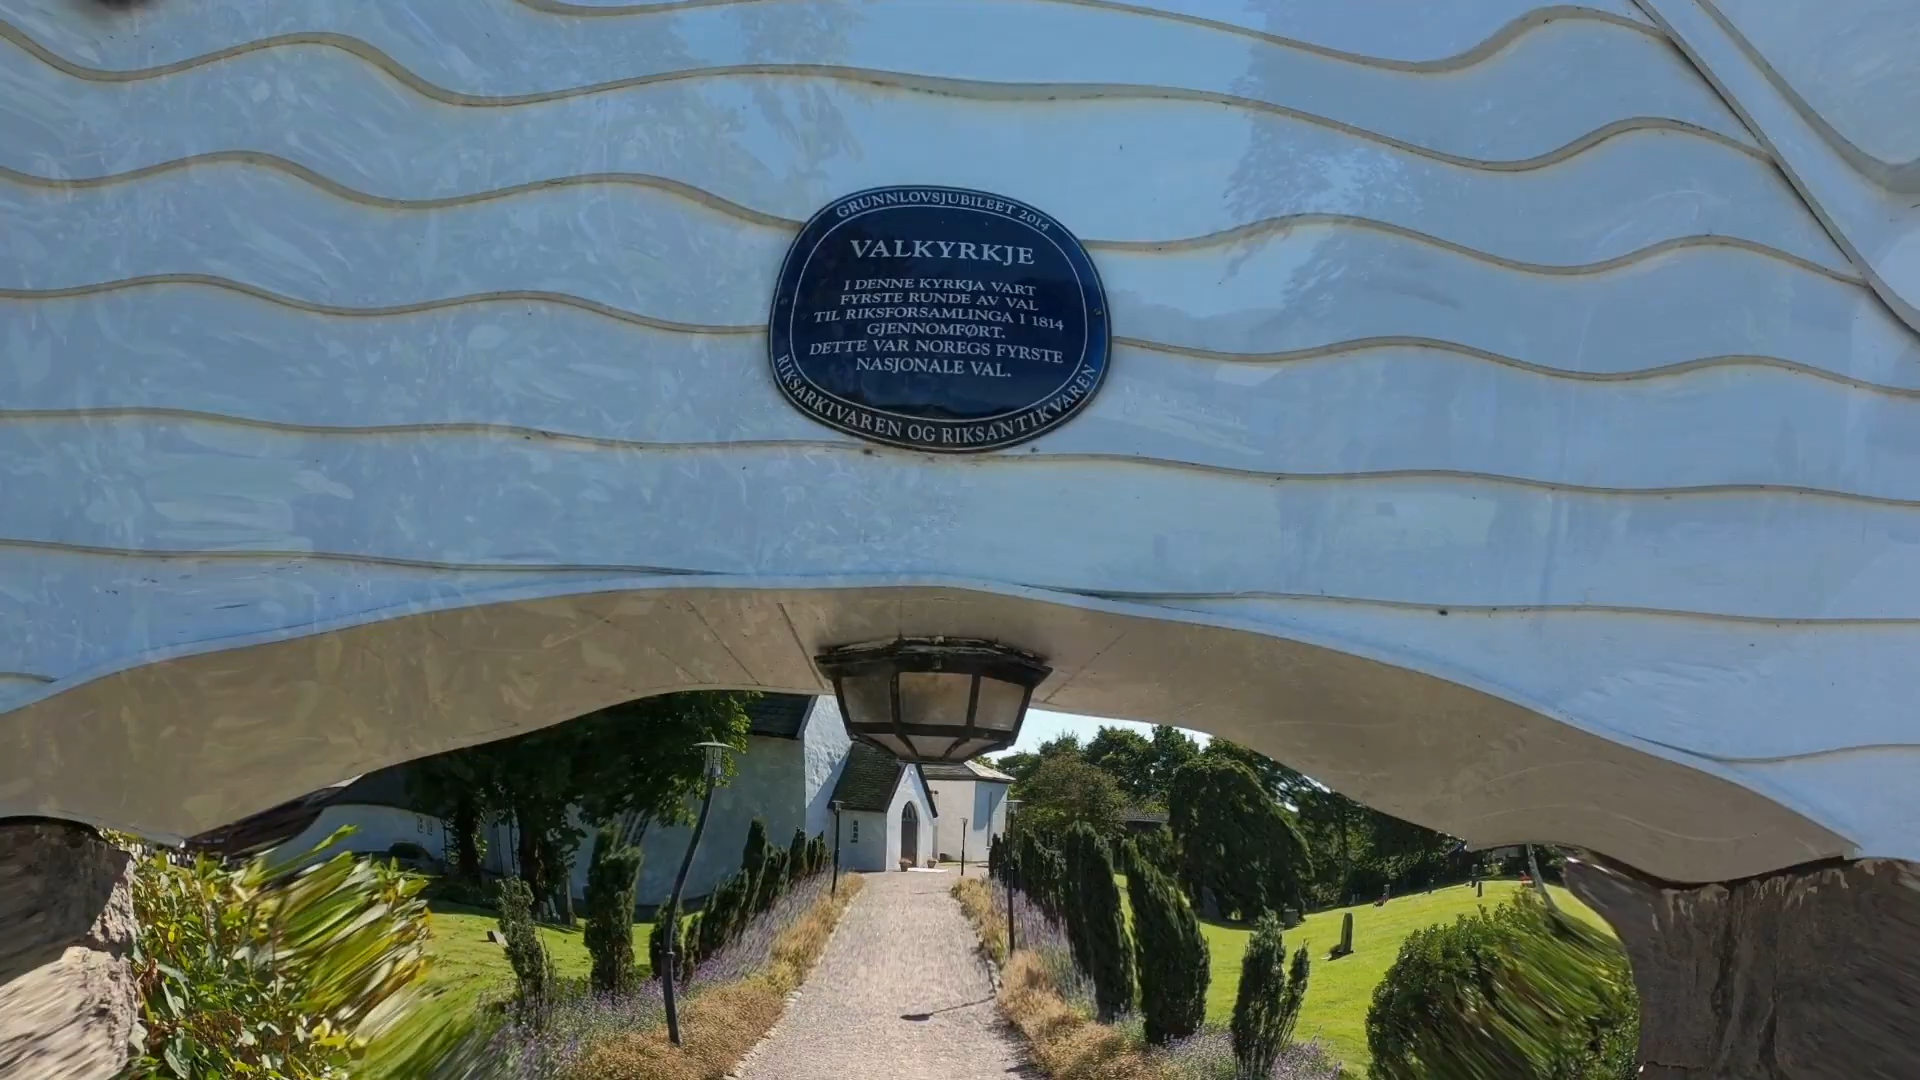 GRUNNLOVSJUBILEET 2014
VALKYRKJE
I DENNE KYRKJA VART
FYRSTE RUNDE AV VAL
TIL RIKSFORSAMLINGA I 1814
GJENNOMFØRT.
DETTE VAR NOREGS FYRSTE
NASJONALE VAL.
RIKSARKIVAREN OG RIKSANTIKVAREN